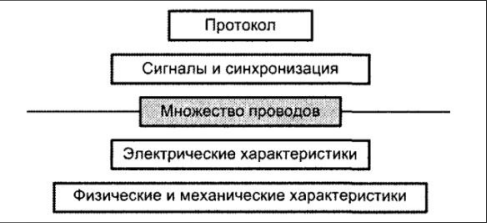 Протокол
Сигналы и синхронизация
Множество проводов
Электрические характеристики
Физические и механические характеристики